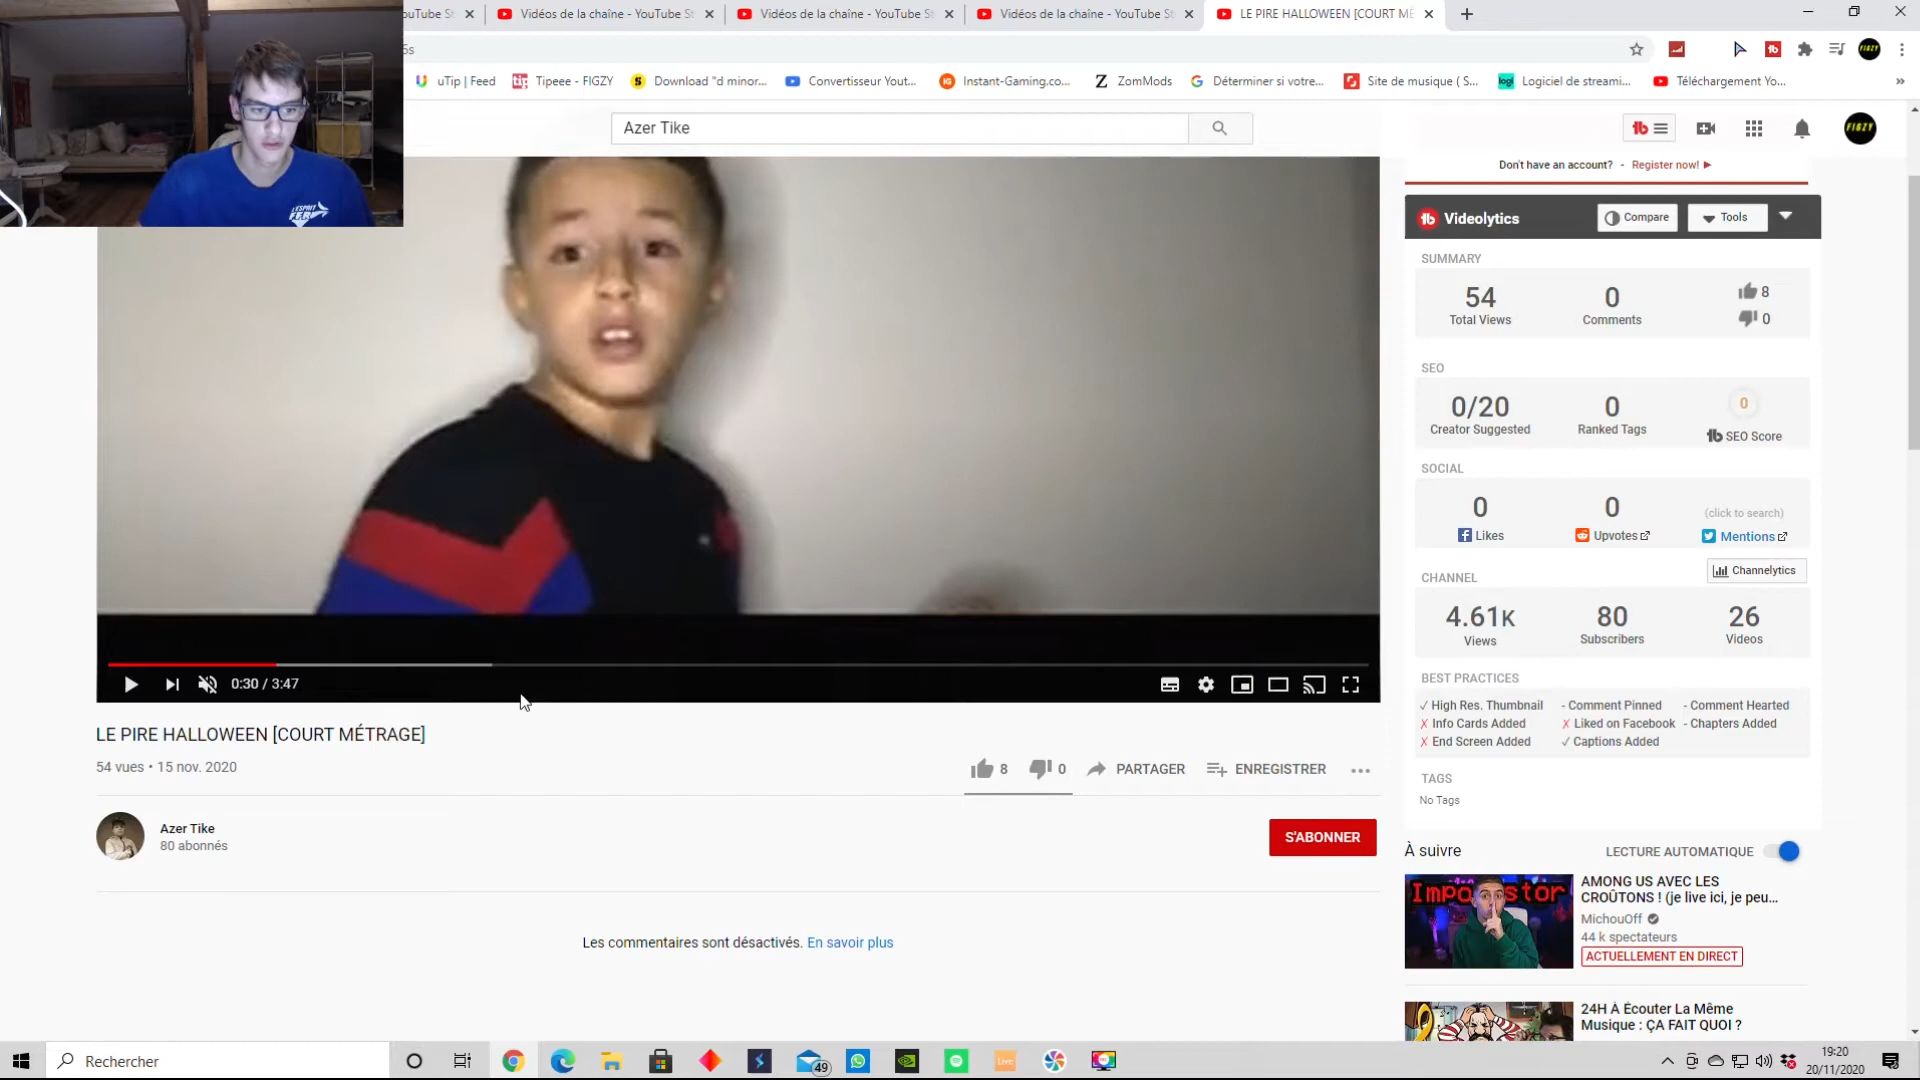 ouTube St
Vidéos de la chaîne - YouTube St
Vidéos de la chaîne - YouTube St
Vidéos de la chaîne - YouTube St
LE PIRE HALLOWEEN [COURT MÉ
5s
uTip | Feed
Tipeee - FIGZY
Download "d minor...
Convertisseur Yout...
Instant-Gaming.co...
ZomMods
Déterminer si votre...
Site de musique ( S...
Logiciel de streami...
Téléchargement Yo...
»
Azer Tike
FIGZY
Don't have an account? - Register now!
L'ESPRIT
Videolytics
Compare
Tools
SUMMARY
54
Total Views
0
Comments
8
0
SEO
0/20
Creator Suggested
0
Ranked Tags
0
SEO Score
SOCIAL
0
Likes
0
Upvotes
(click to search)
Mentions
CHANNEL
Channelytics
4.61K
Views
80
Subscribers
26
Videos
BEST PRACTICES
✓ High Res. Thumbnail - Comment Pinned - Comment Hearted
✗ Info Cards Added ✗ Liked on Facebook - Chapters Added
✗ End Screen Added ✓ Captions Added
TAGS
No Tags
0:30 / 3:47
LE PIRE HALLOWEEN [COURT MÉTRAGE]
54 vues • 15 nov. 2020
8
0
PARTAGER
ENREGISTRER
Azer Tike
80 abonnés
S'ABONNER
Les commentaires sont désactivés. En savoir plus
À suivre
LECTURE AUTOMATIQUE
Impo stor
AMONG US AVEC LES
CROÛTONS ! (je live ici, je peu...
MichouOff
44 k spectateurs
ACTUELLEMENT EN DIRECT
24H À Écouter La Même
Musique : ÇA FAIT QUOI ?
Rechercher
49
19:20
20/11/2020